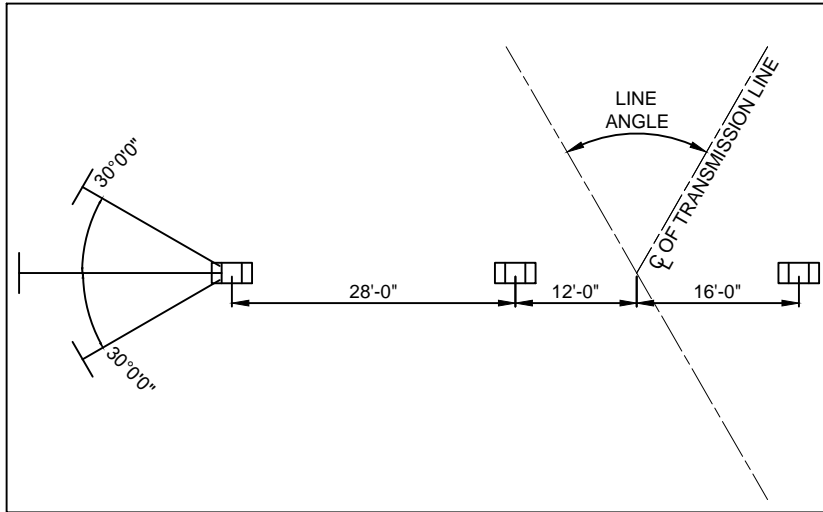 LINE
ANGLE
℄ OF TRANSMISSION LINE
30°0'0"
28'-0"
12'-0"
16'-0"
30°0'0"